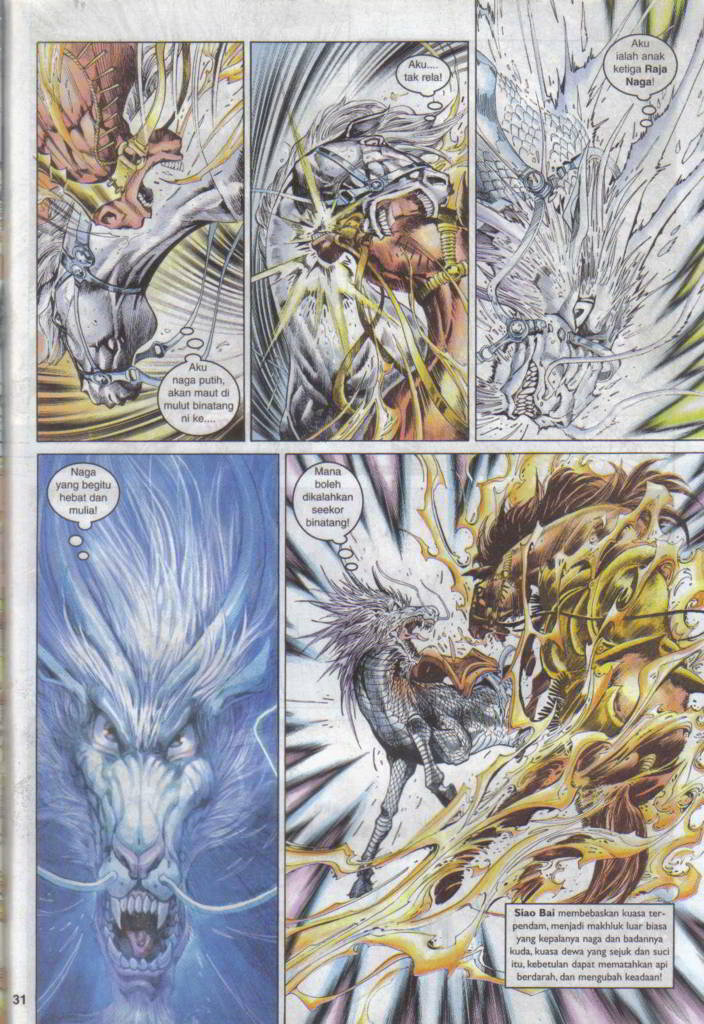 Aku
naga putih,
akan maut di
mulut binatang
ni ke....
Aku....
tak rela!
Aku
ialah anak
ketiga Raja
Naga!
Naga
yang begitu
hebat dan
mulia!
Mana
boleh
dikalahkan
seekor
binatang!
Siao Bai membebaskan kuasa ter-
pendam, menjadi makhluk luar biasa
yang kepalanya naga dan badannya
kuda, kuasa dewa yang sejuk dan suci
itu, kebetulan dapat mematahkan api
berdarah, dan mengubah keadaan!
31